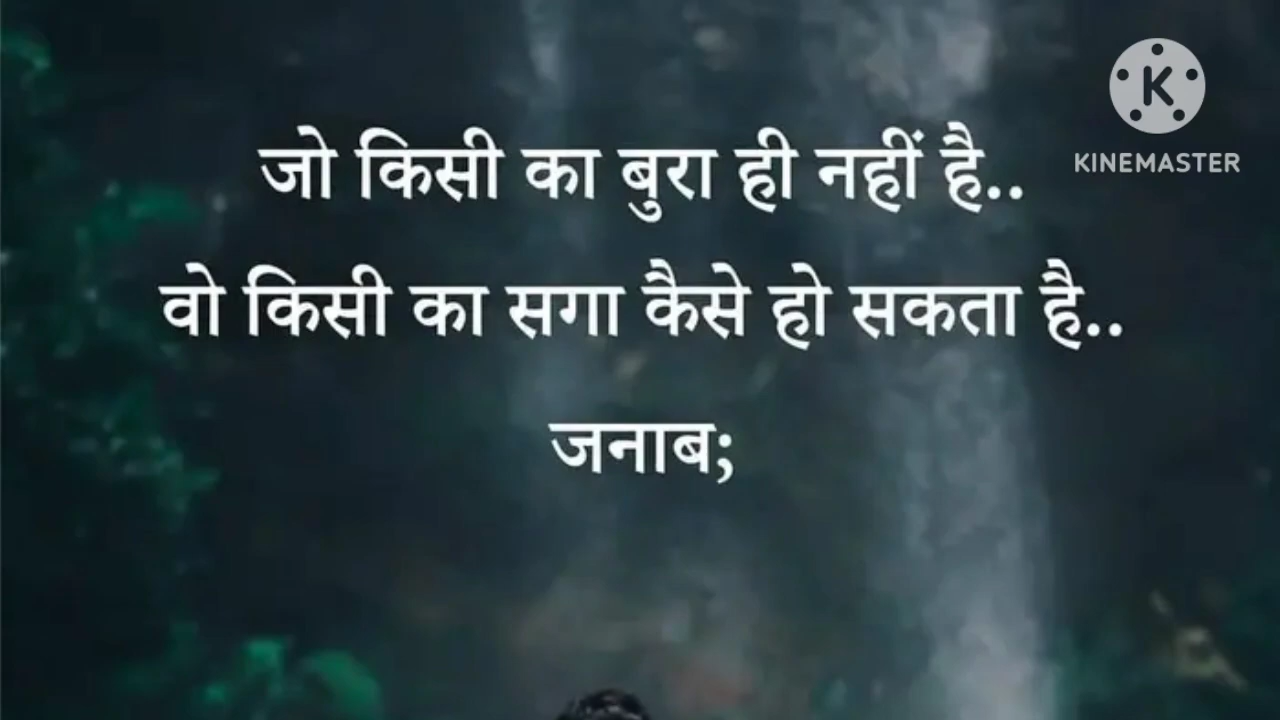 जो किसी का बुरा ही नहीं है..
वो किसी का सगा कैसे हो सकता है..
जनाब;
K
KINEMASTER